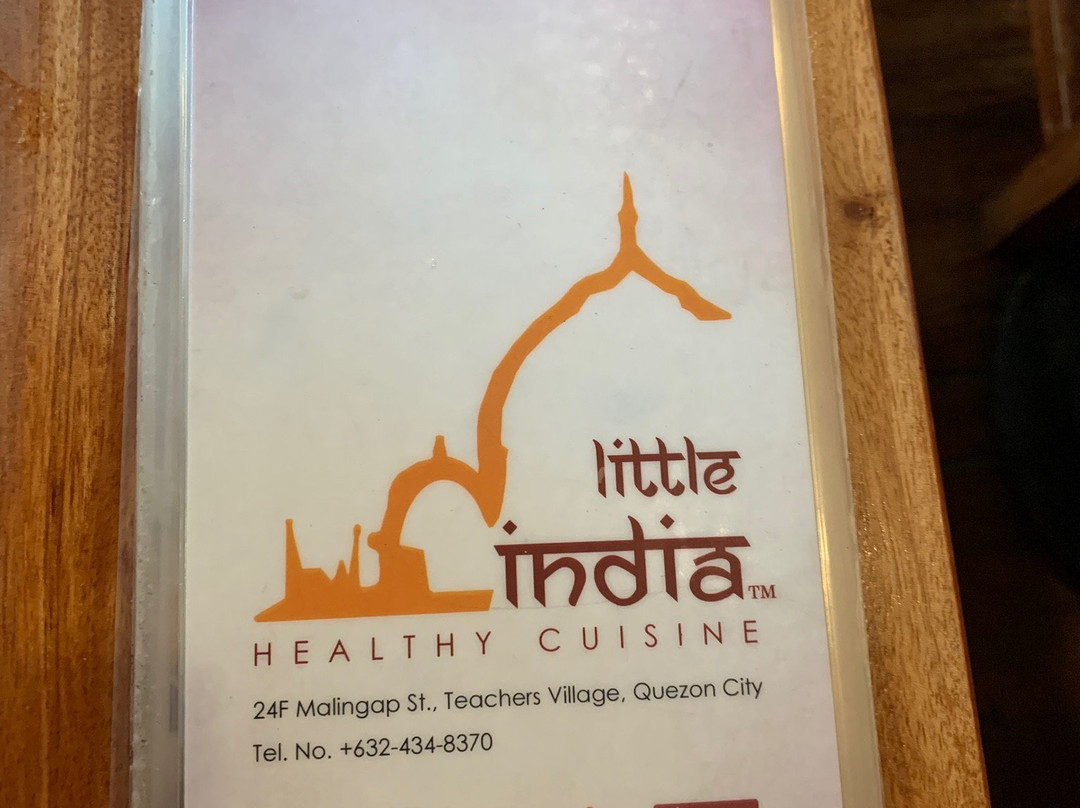 little
india™
HEALTHY CUISINE
24F Malingap St., Teachers Village, Quezon City
Tel. No. +632-434-8370